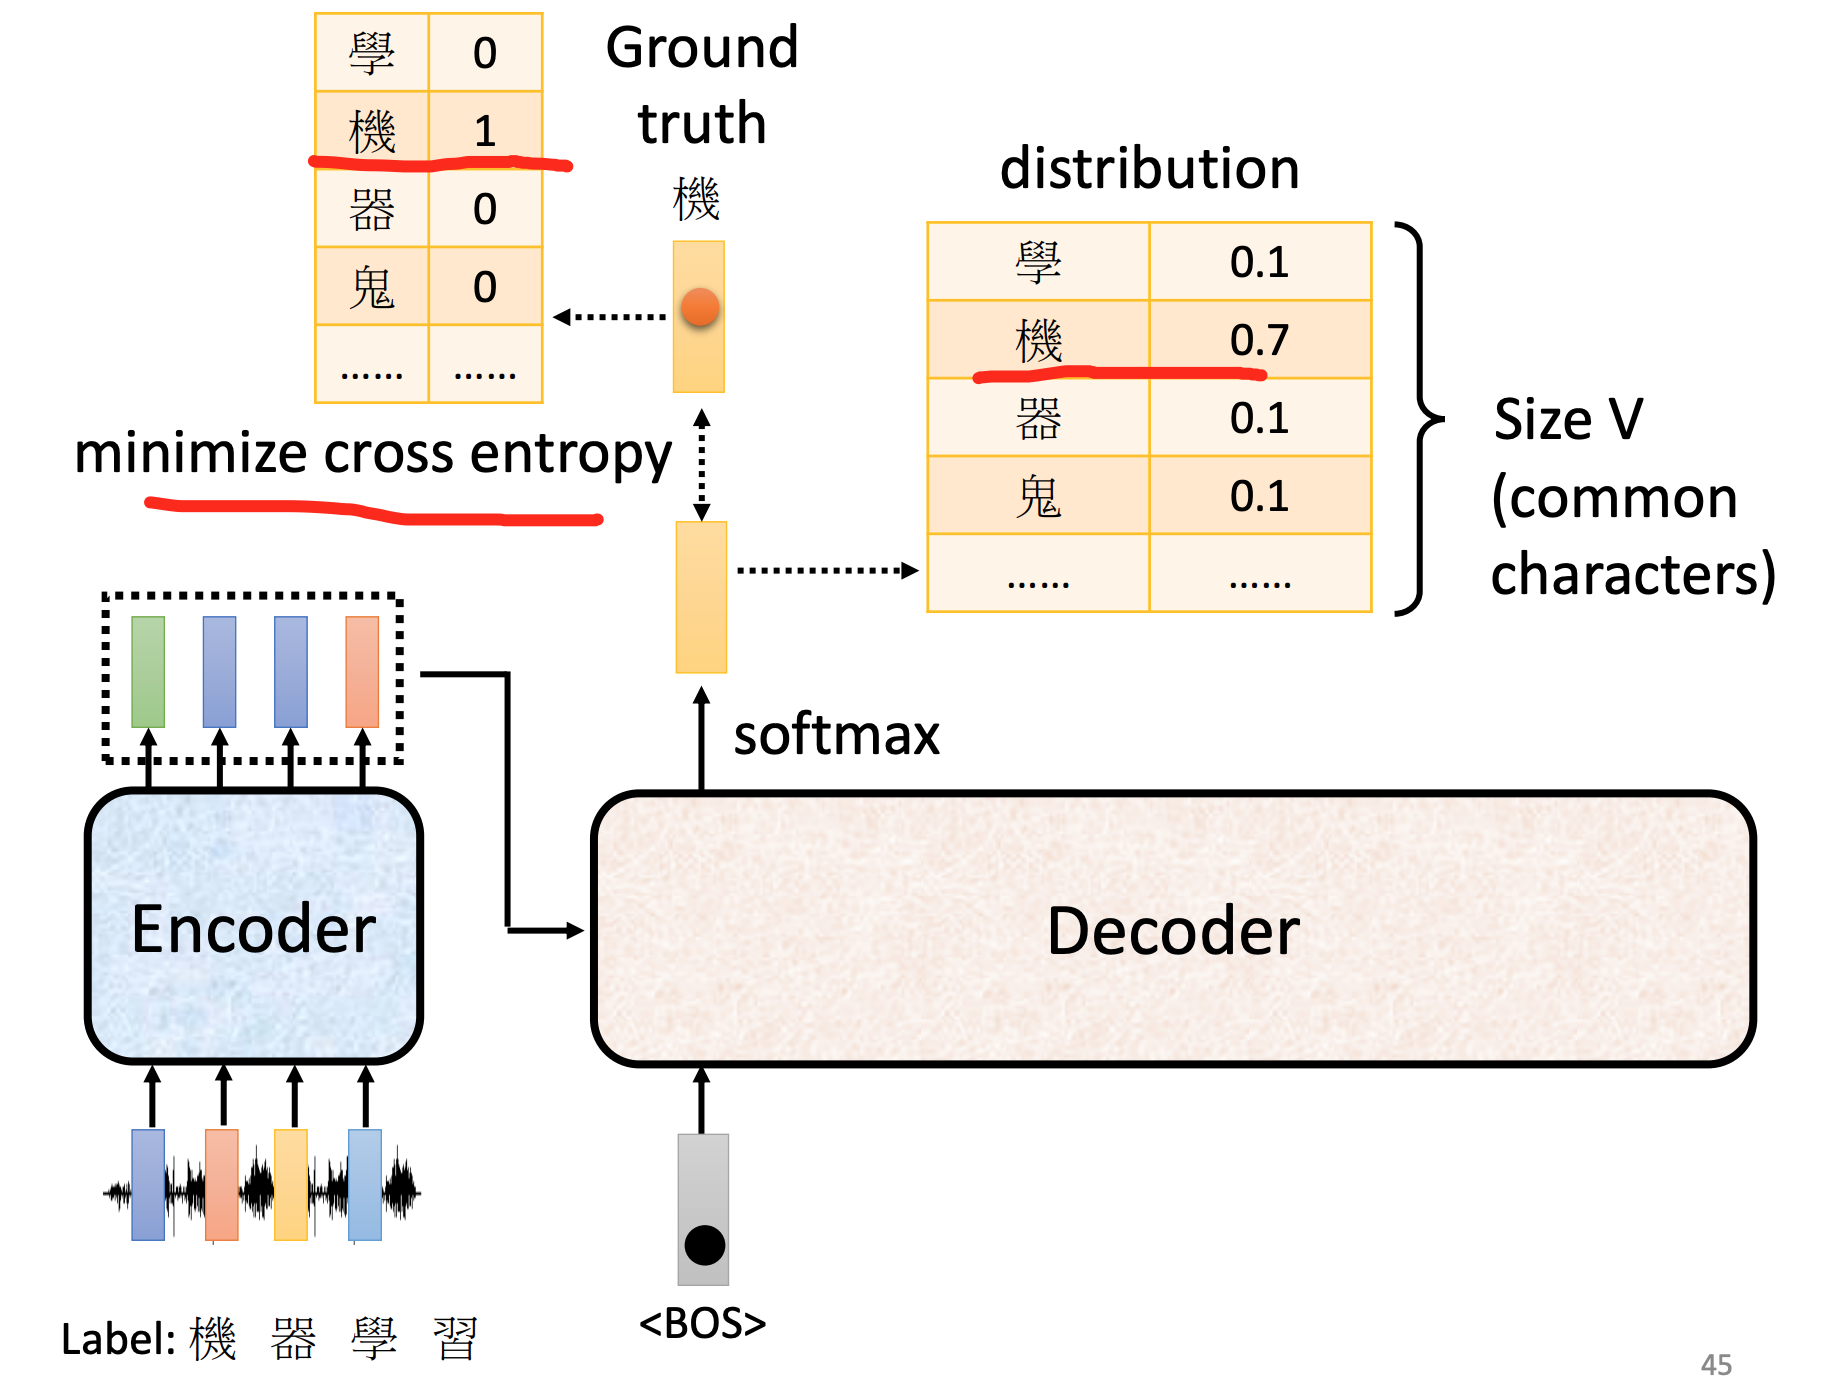 學 0
機 1
器 0
鬼 0
…… ……
Ground
truth
機
distribution
學 0.1
機 0.7
器 0.1
鬼 0.1
…… ……
Size V
(common
characters)
minimize cross entropy
softmax
Encoder
Decoder
<BOS>
Label: 機 器 學 習
45